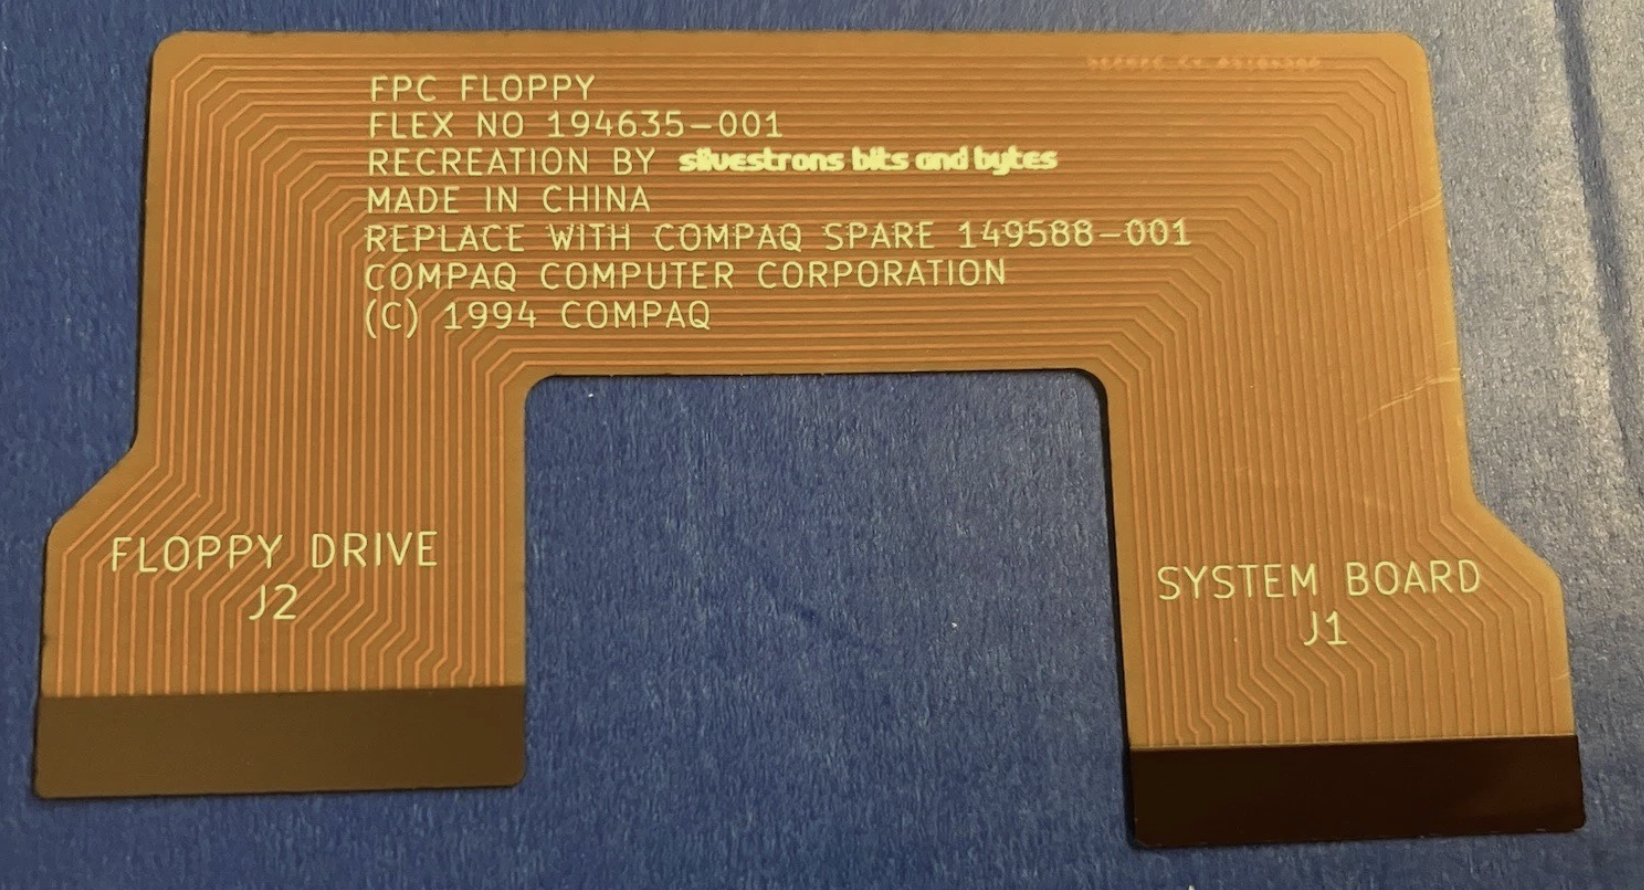 FPC FLOPPY
FLEX NO 194635-001
RECREATION BY silvestrons bits and bytes
MADE IN CHINA
REPLACE WITH COMPAQ SPARE 149588-001
COMPAQ COMPUTER CORPORATION
(C) 1994 COMPAQ
FLOPPY DRIVE
J2
SYSTEM BOARD
J1